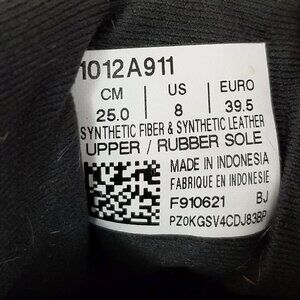 1012A911
CM US EURO
25.0 8 39.5
SYNTHETIC FIBER & SYNTHETIC LEATHER
UPPER / RUBBER SOLE
MADE IN INDONESIA
FABRIQUE EN INDONESIE
F910621 BJ
PZ0KGSV4CDJ83BP